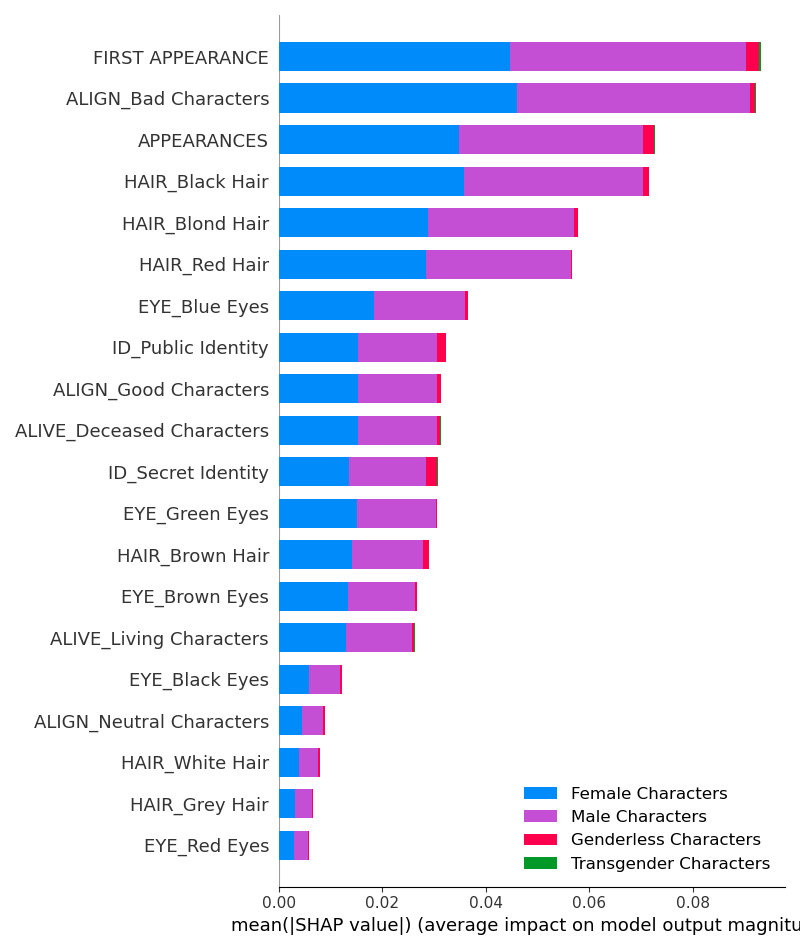 FIRST APPEARANCE
ALIGN_Bad Characters
APPEARANCES
HAIR_Black Hair
HAIR_Blond Hair
HAIR_Red Hair
EYE_Blue Eyes
ID_Public Identity
ALIGN_Good Characters
ALIVE_Deceased Characters
ID_Secret Identity
EYE_Green Eyes
HAIR_Brown Hair
EYE_Brown Eyes
ALIVE_Living Characters
EYE_Black Eyes
ALIGN_Neutral Characters
HAIR_White Hair
HAIR_Grey Hair
EYE_Red Eyes
Female Characters
Male Characters
Genderless Characters
Transgender Characters
0.00 0.02 0.04 0.06 0.08
mean(|SHAP value|) (average impact on model output magnitu